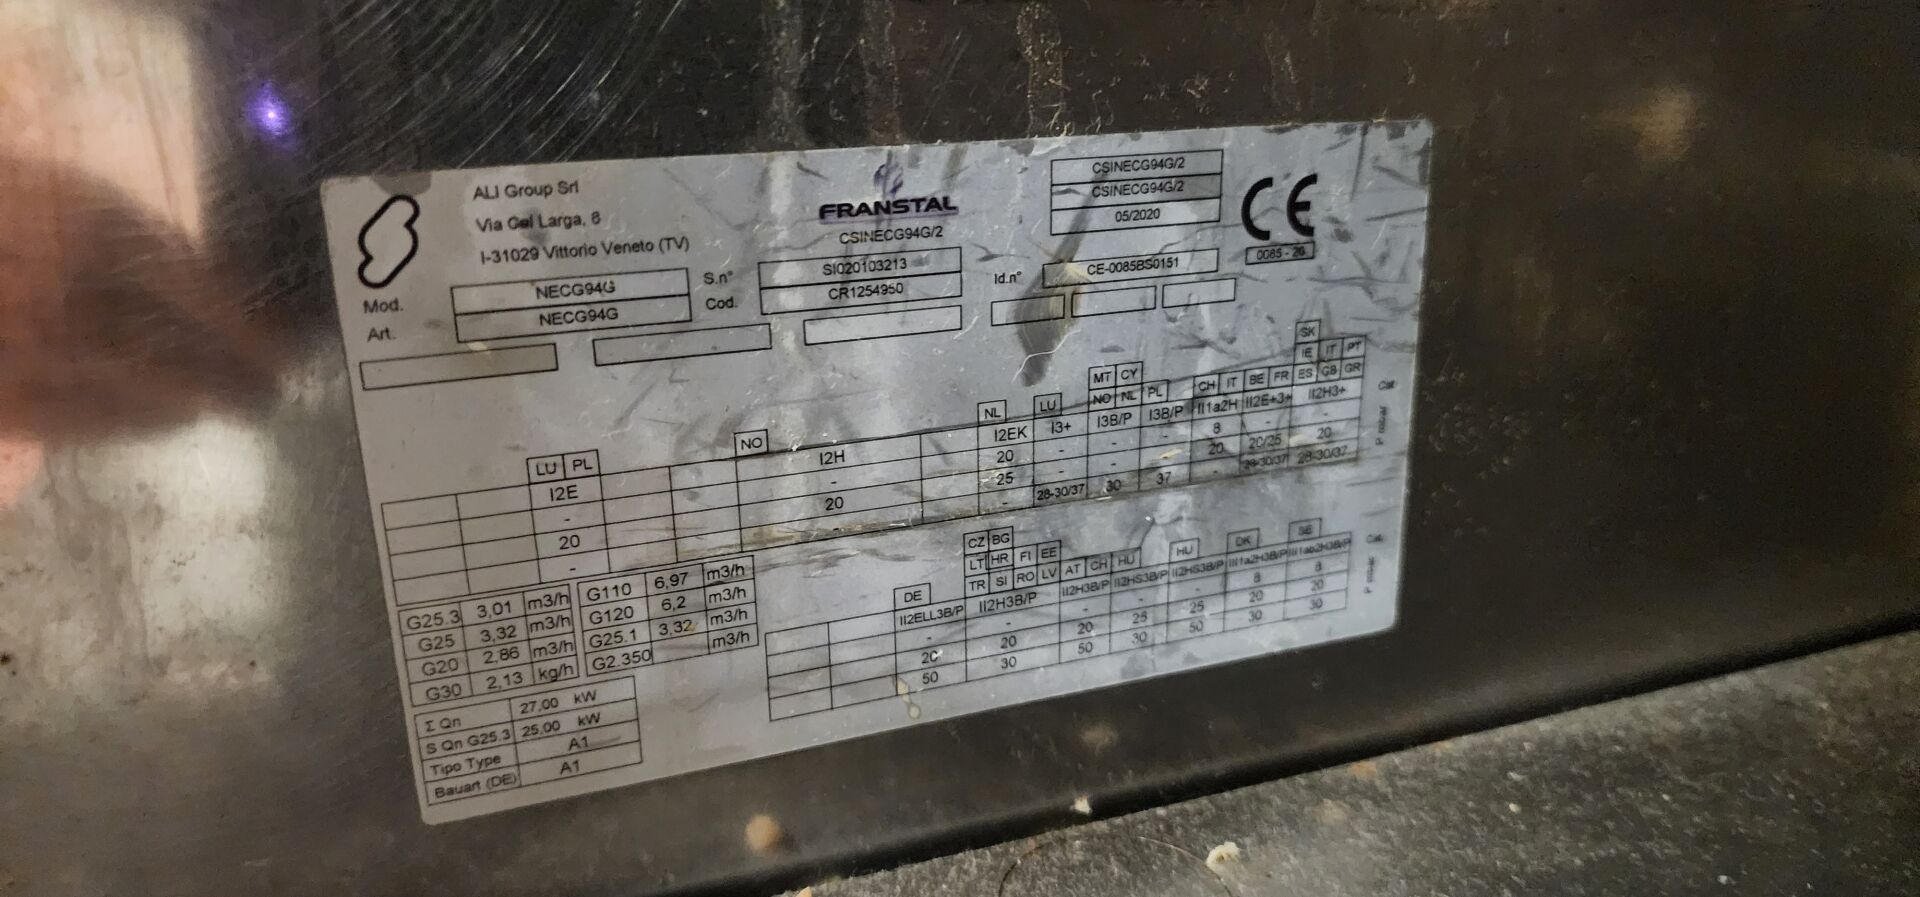 ALI Group Srl
Via Gel Larga, 8
I-31029 Vittorio Veneto (TV)
FRANSTAL
CSINECG94G/2
CSINECG94G/2
CSINECG94G/2
05/2020
CE
0085 - 20
Mod. NECG94G S.n° SI020103213 Id.n° CE-0085BS0151
Art. NECG94G Cod. CR1254950
SK
IE IT PT
MT CY
NO NL LU NO NL PL CH IT BE FR ES GB GR
LU PL
I2E I2H I2EK I3+ I3B/P I3B/P II1a2H II2E+3+ II2H3+ Cat.
- - 20 - - - 8 - - P mbar
20 20 25 - - - 20 20/25 20
- - - 28-30/37 30 37 - 28-30/37 28-30/37
CZ BG
LT HR FI EE
DE TR SI RO LV AT CH HU HU DK SE
II2ELL3B/P II2H3B/P II2H3B/P II2HS3B/P II2HS3B/P III1a2H3B/P III1ab2H3B/P Cat.
- - - - - 8 8 P mbar
20 20 20 25 25 20 20
50 30 50 30 50 30 30
G25.3 3,01 m3/h G110 6,97 m3/h
G25 3,32 m3/h G120 6,2 m3/h
G20 2,86 m3/h G25.1 3,32 m3/h
G30 2,13 kg/h G2.350 m3/h
Σ Qn 27,00 kW
S Qn G25.3 25,00 kW
Tipo Type A1
Bauart (DE) A1